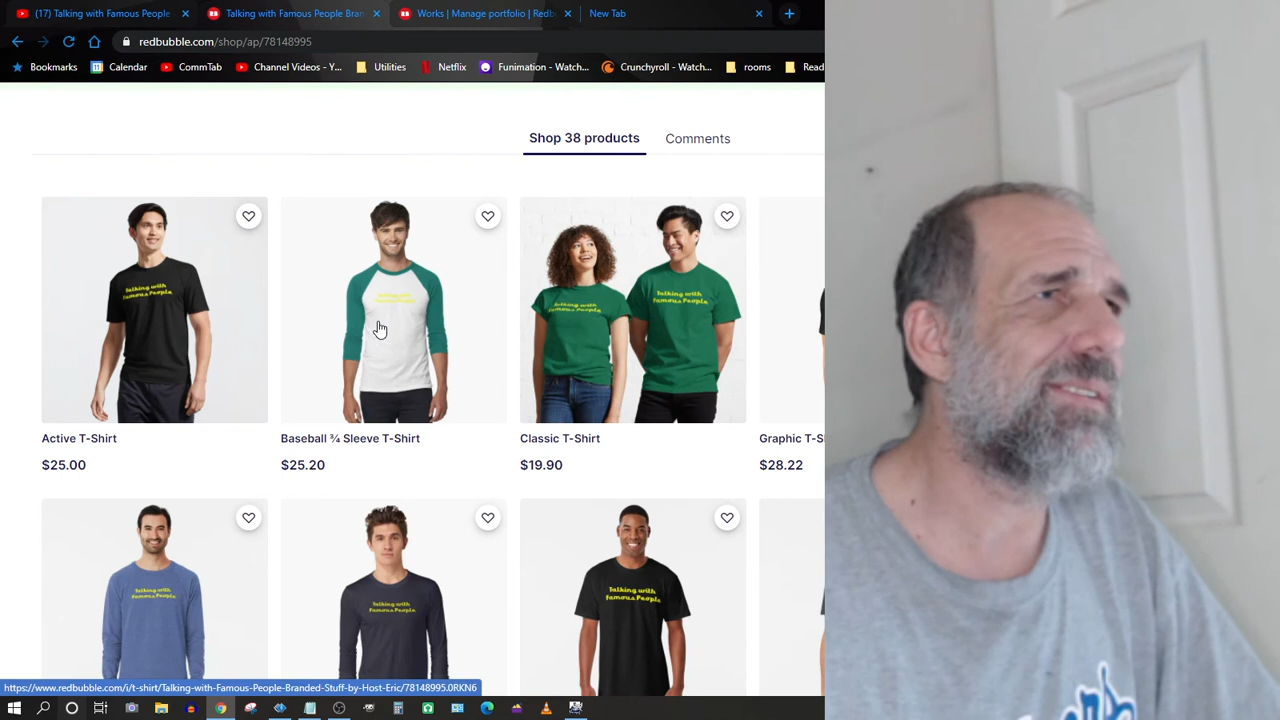 (17) Talking with Famous People
Talking with Famous People Bran
Works | Manage portfolio | Redb
New Tab
redbubble.com/shop/ap/78148995
Bookmarks
Calendar
CommTab
Channel Videos - Y...
Utilities
Netflix
Funimation - Watch...
Crunchyroll - Watch...
rooms
Read
Shop 38 products
Comments
Talking with
Famous People
Talking with
Famous People
Talking with
Famous People
Talking with
Famous People
Active T-Shirt
Baseball ¾ Sleeve T-Shirt
Classic T-Shirt
Graphic T-S
$25.00
$25.20
$19.90
$28.22
Talking with
Famous People
Talking with
Famous People
Talking with
Famous People
https://www.redbubble.com/i/t-shirt/Talking-with-Famous-People-Branded-Stuff-by-Host-Eric/78148995.0RKN6